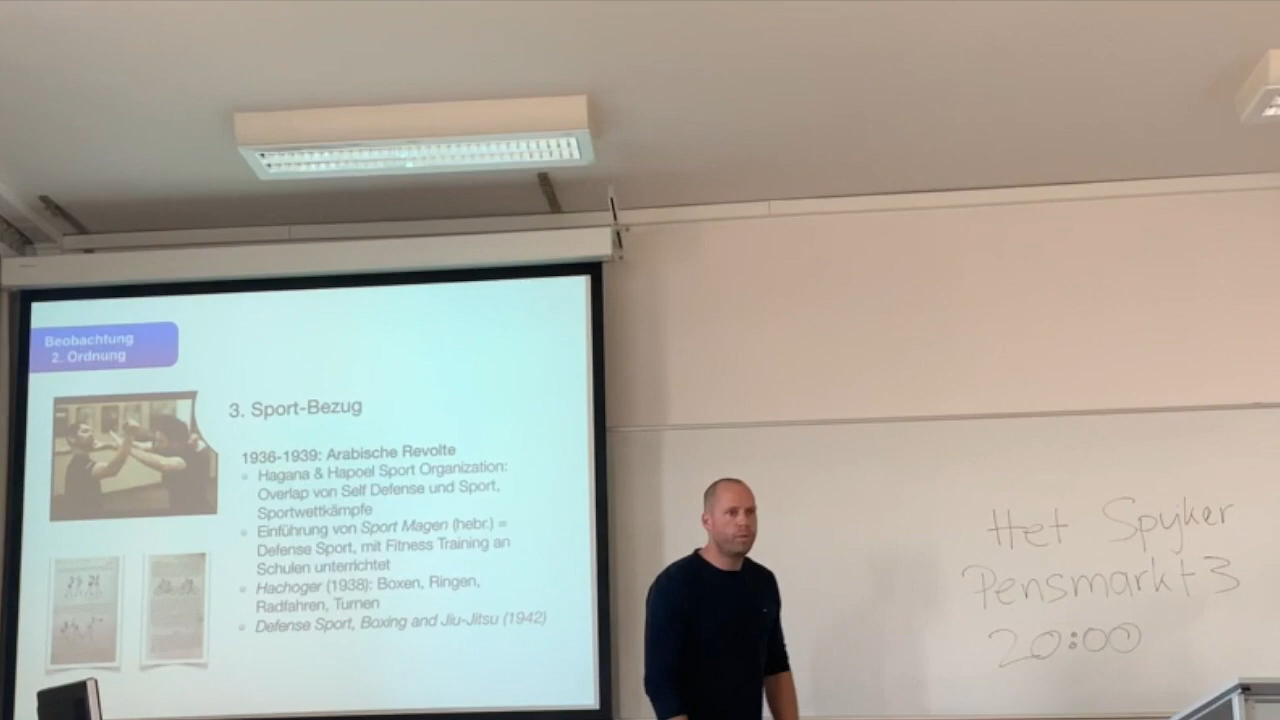 Beobachtung
2. Ordnung
3. Sport-Bezug
1936-1939: Arabische Revolte
Hagana & Hapoel Sport Organization:
Overlap von Self Defense und Sport,
Sportwettkämpfe
Einführung von Sport Magen (hebr.) =
Defense Sport, mit Fitness Training an
Schulen unterrichtet
Hachoger (1938): Boxen, Ringen,
Radfahren, Turnen
Defense Sport, Boxing and Jiu-Jitsu (1942)
Het Spyker
Pensmarkt 3
20:00